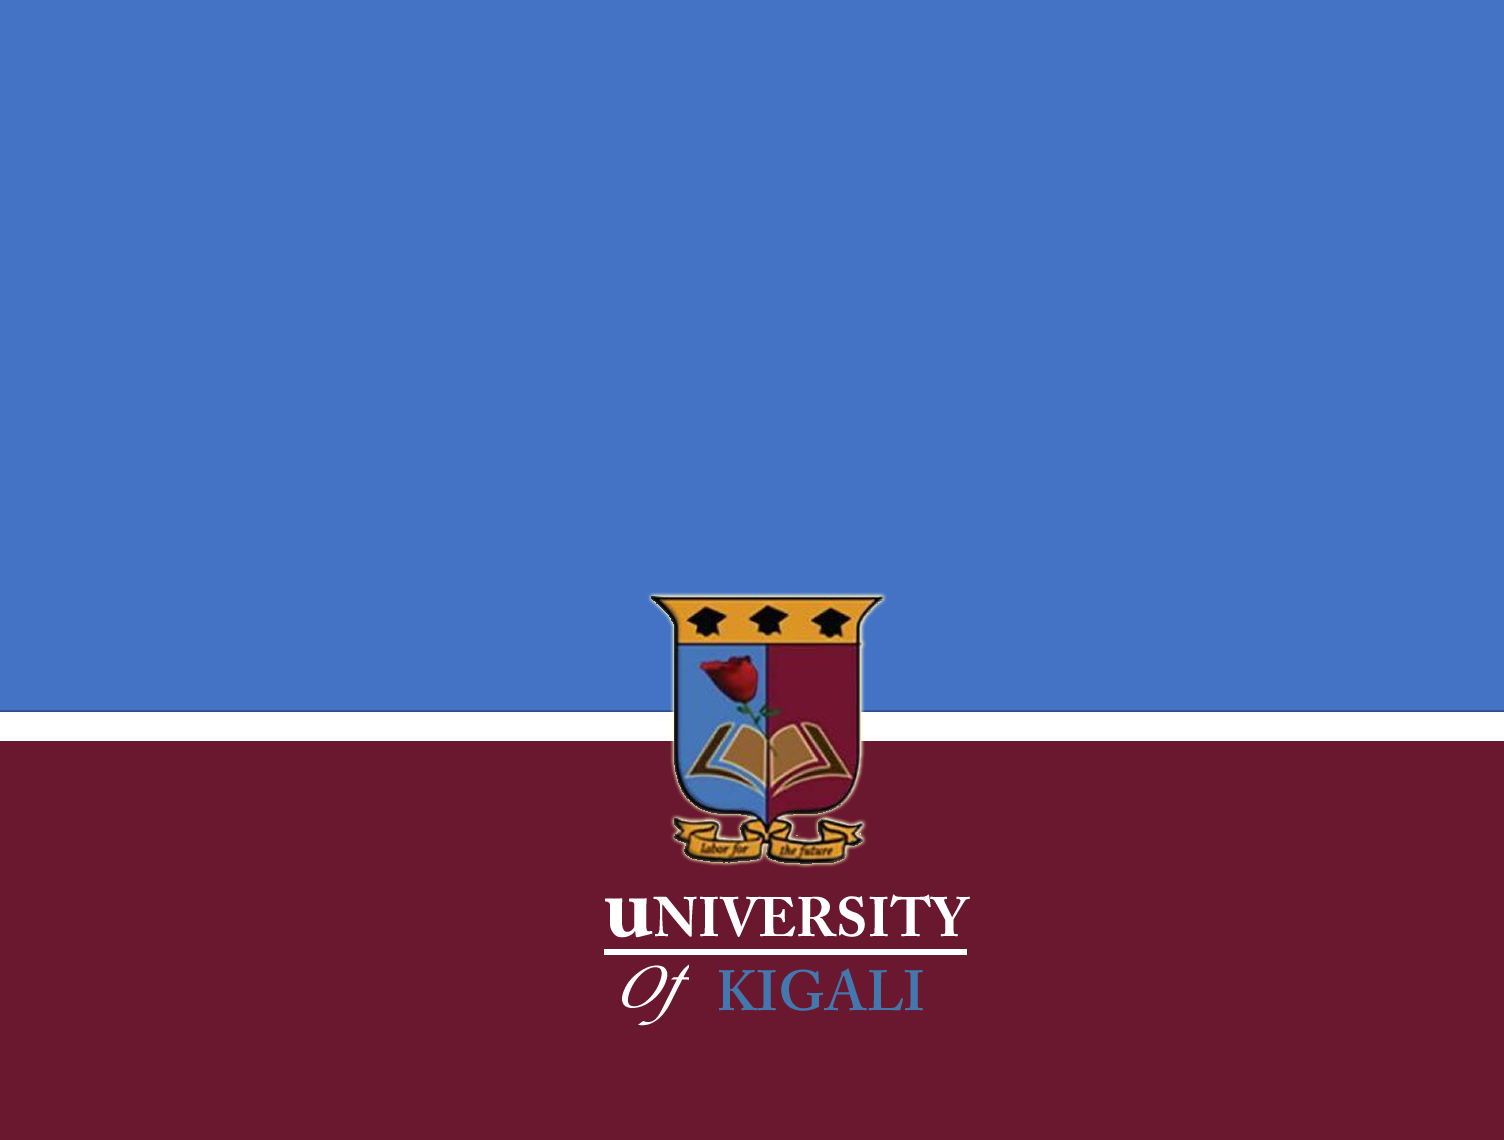 labor for the future
uNIVERSITY
Of KIGALI